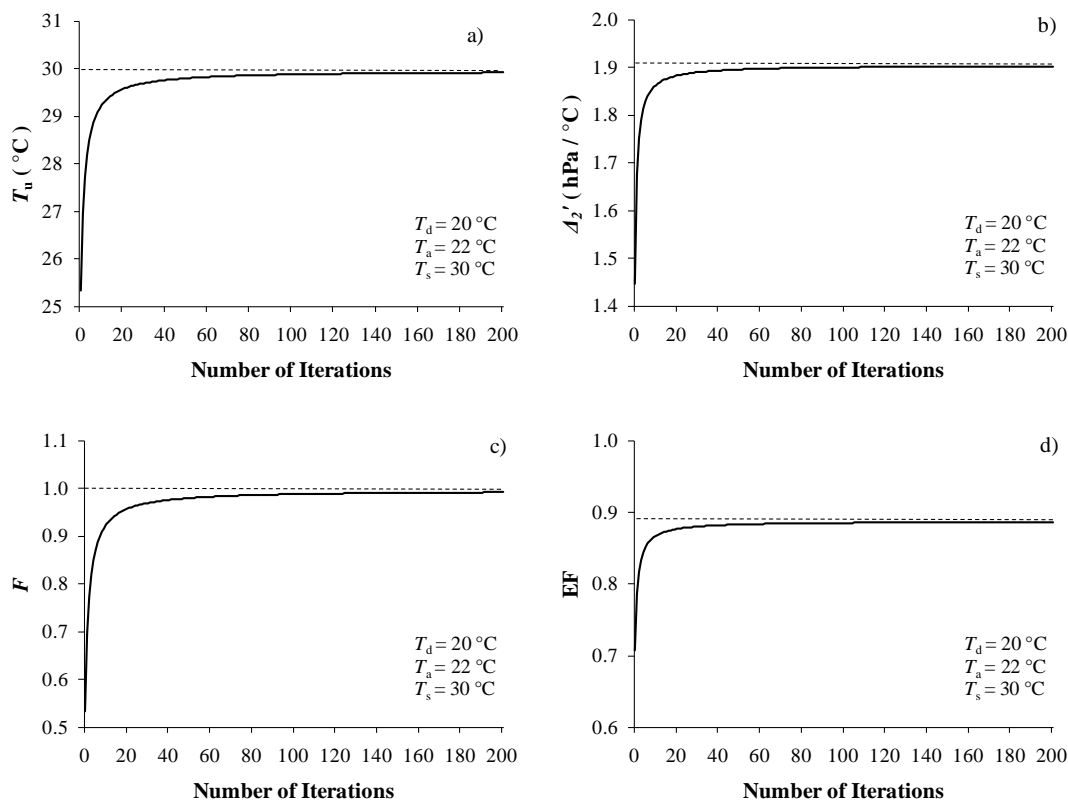 a)
31
30
29
28
27
26
25
T_u ( °C )
T_d = 20 °C
T_a = 22 °C
T_s = 30 °C
0 20 40 60 80 100 120 140 160 180 200
Number of Iterations
b)
2.0
1.9
1.8
1.7
1.6
1.5
1.4
Δ_2′ ( hPa / °C )
T_d = 20 °C
T_a = 22 °C
T_s = 30 °C
0 20 40 60 80 100 120 140 160 180 200
Number of Iterations
c)
1.1
1.0
0.9
0.8
0.7
0.6
0.5
F
T_d = 20 °C
T_a = 22 °C
T_s = 30 °C
0 20 40 60 80 100 120 140 160 180 200
Number of Iterations
d)
1.0
0.9
0.8
0.7
0.6
EF
T_d = 20 °C
T_a = 22 °C
T_s = 30 °C
0 20 40 60 80 100 120 140 160 180 200
Number of Iterations